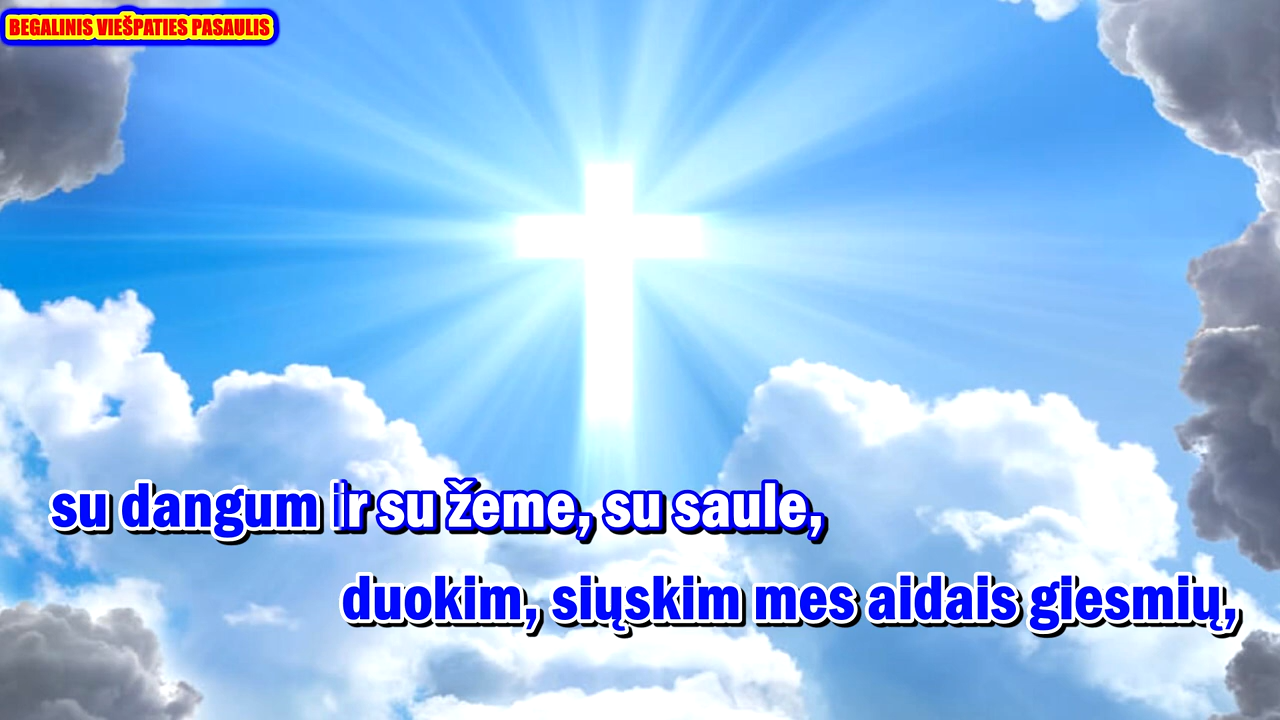 BEGALINIS VIEŠPATIES PASAULIS
su dangum ir su žeme, su saule,
duokim, siųskim mes aidais giesmių,